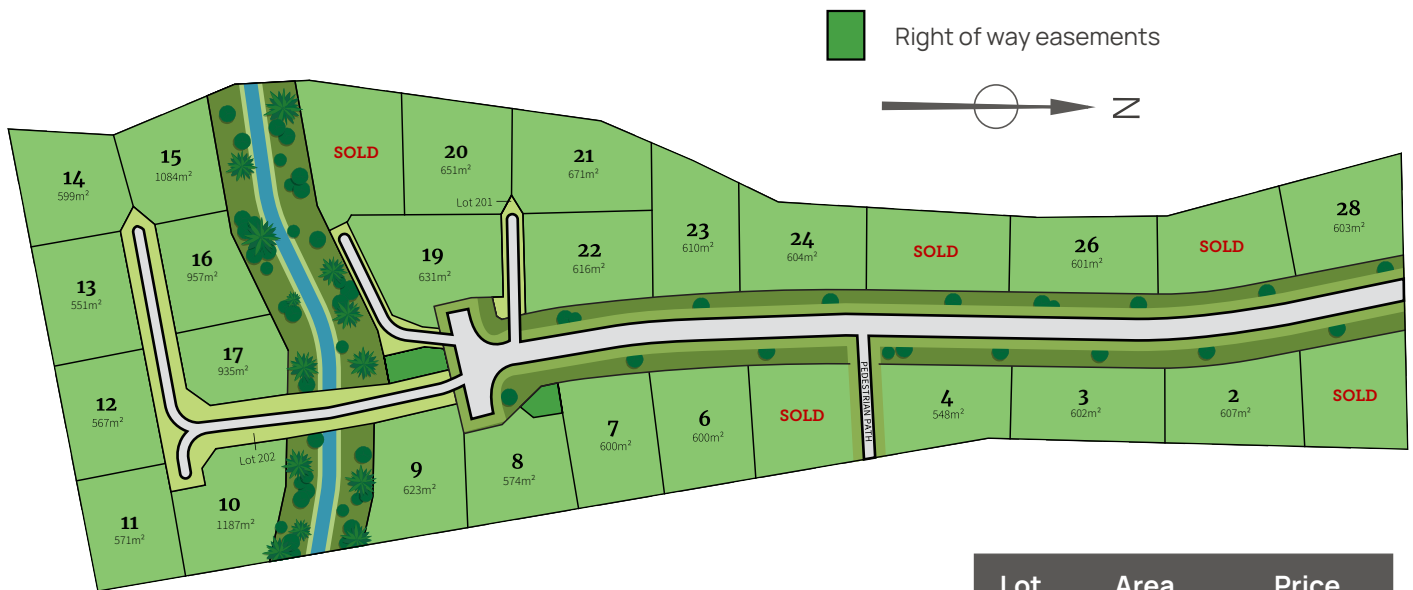 Right of way easements
N
14
599m²
15
1084m²
SOLD
20
651m²
21
671m²
Lot 201
16
957m²
19
631m²
22
616m²
23
610m²
24
604m²
SOLD
26
601m²
SOLD
28
603m²
13
551m²
17
935m²
12
567m²
Lot 202
11
571m²
10
1187m²
9
623m²
8
574m²
7
600m²
6
600m²
SOLD
PEDESTRIAN PATH
4
548m²
3
602m²
2
607m²
SOLD
Lot Area Price